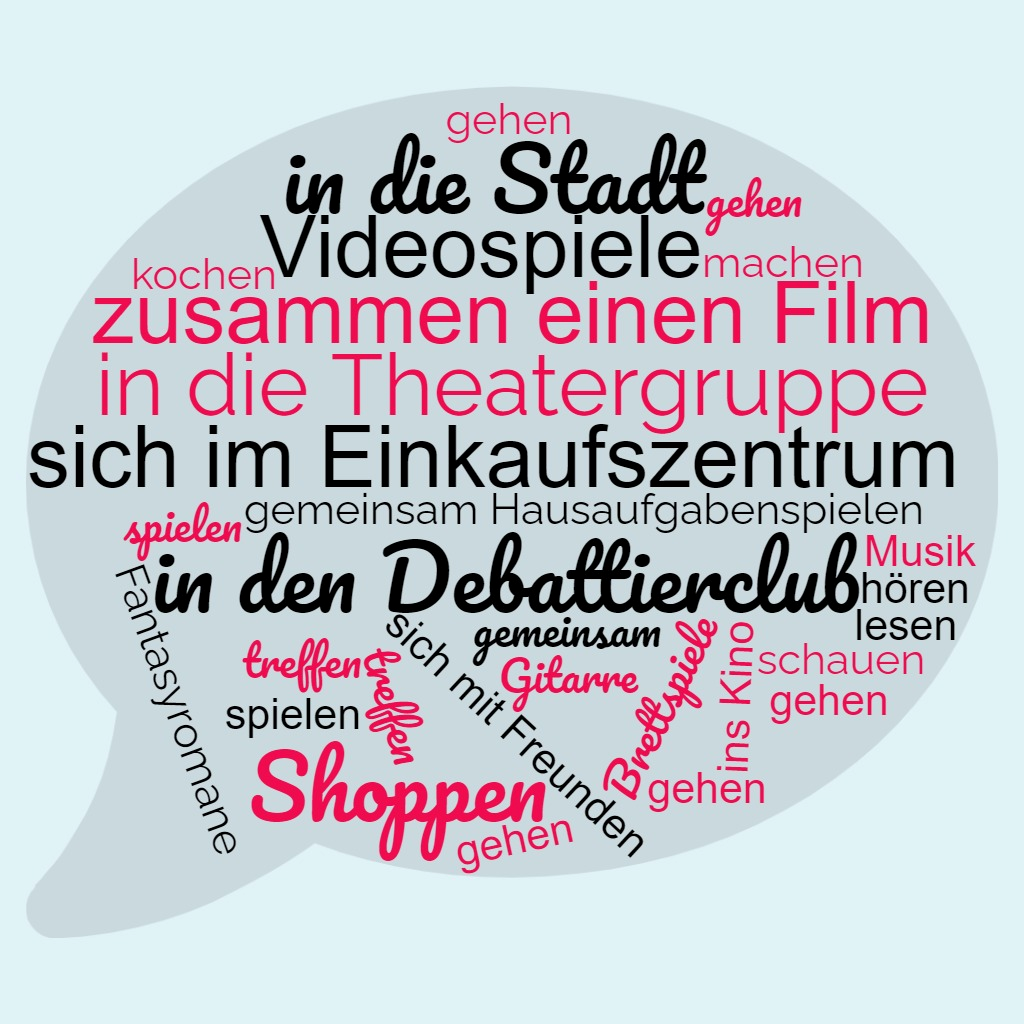 gehen
in die Stadt
gehen
Videospiele
machen
kochen
zusammen einen Film
in die Theatergruppe
sich im Einkaufszentrum
gemeinsam Hausaufgaben
spielen
spielen
in den Debattierclub
Musik
hören
lesen
Fantasyromane
gemeinsam
treffen
treffen
sich mit Freunden
Gitarre
Brettspiele
ins Kino
schauen
gehen
spielen
Shoppen
gehen
gehen